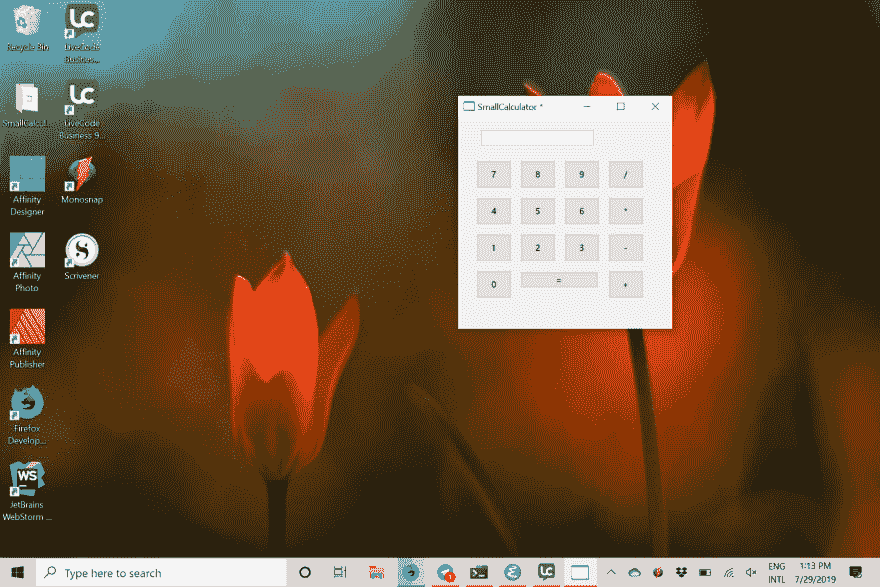 Recycle Bin
LiveCode
Busines...
SmallCalcul...
LiveCode
Business 9...
Affinity
Designer
Monosnap
Affinity
Photo
Scrivener
Affinity
Publisher
Firefox
Develop...
JetBrains
WebStorm ...
SmallCalculator *
7 8 9 /
4 5 6 *
1 2 3 -
0 = +
Type here to search
ENG
INTL
1:13 PM
7/29/2019